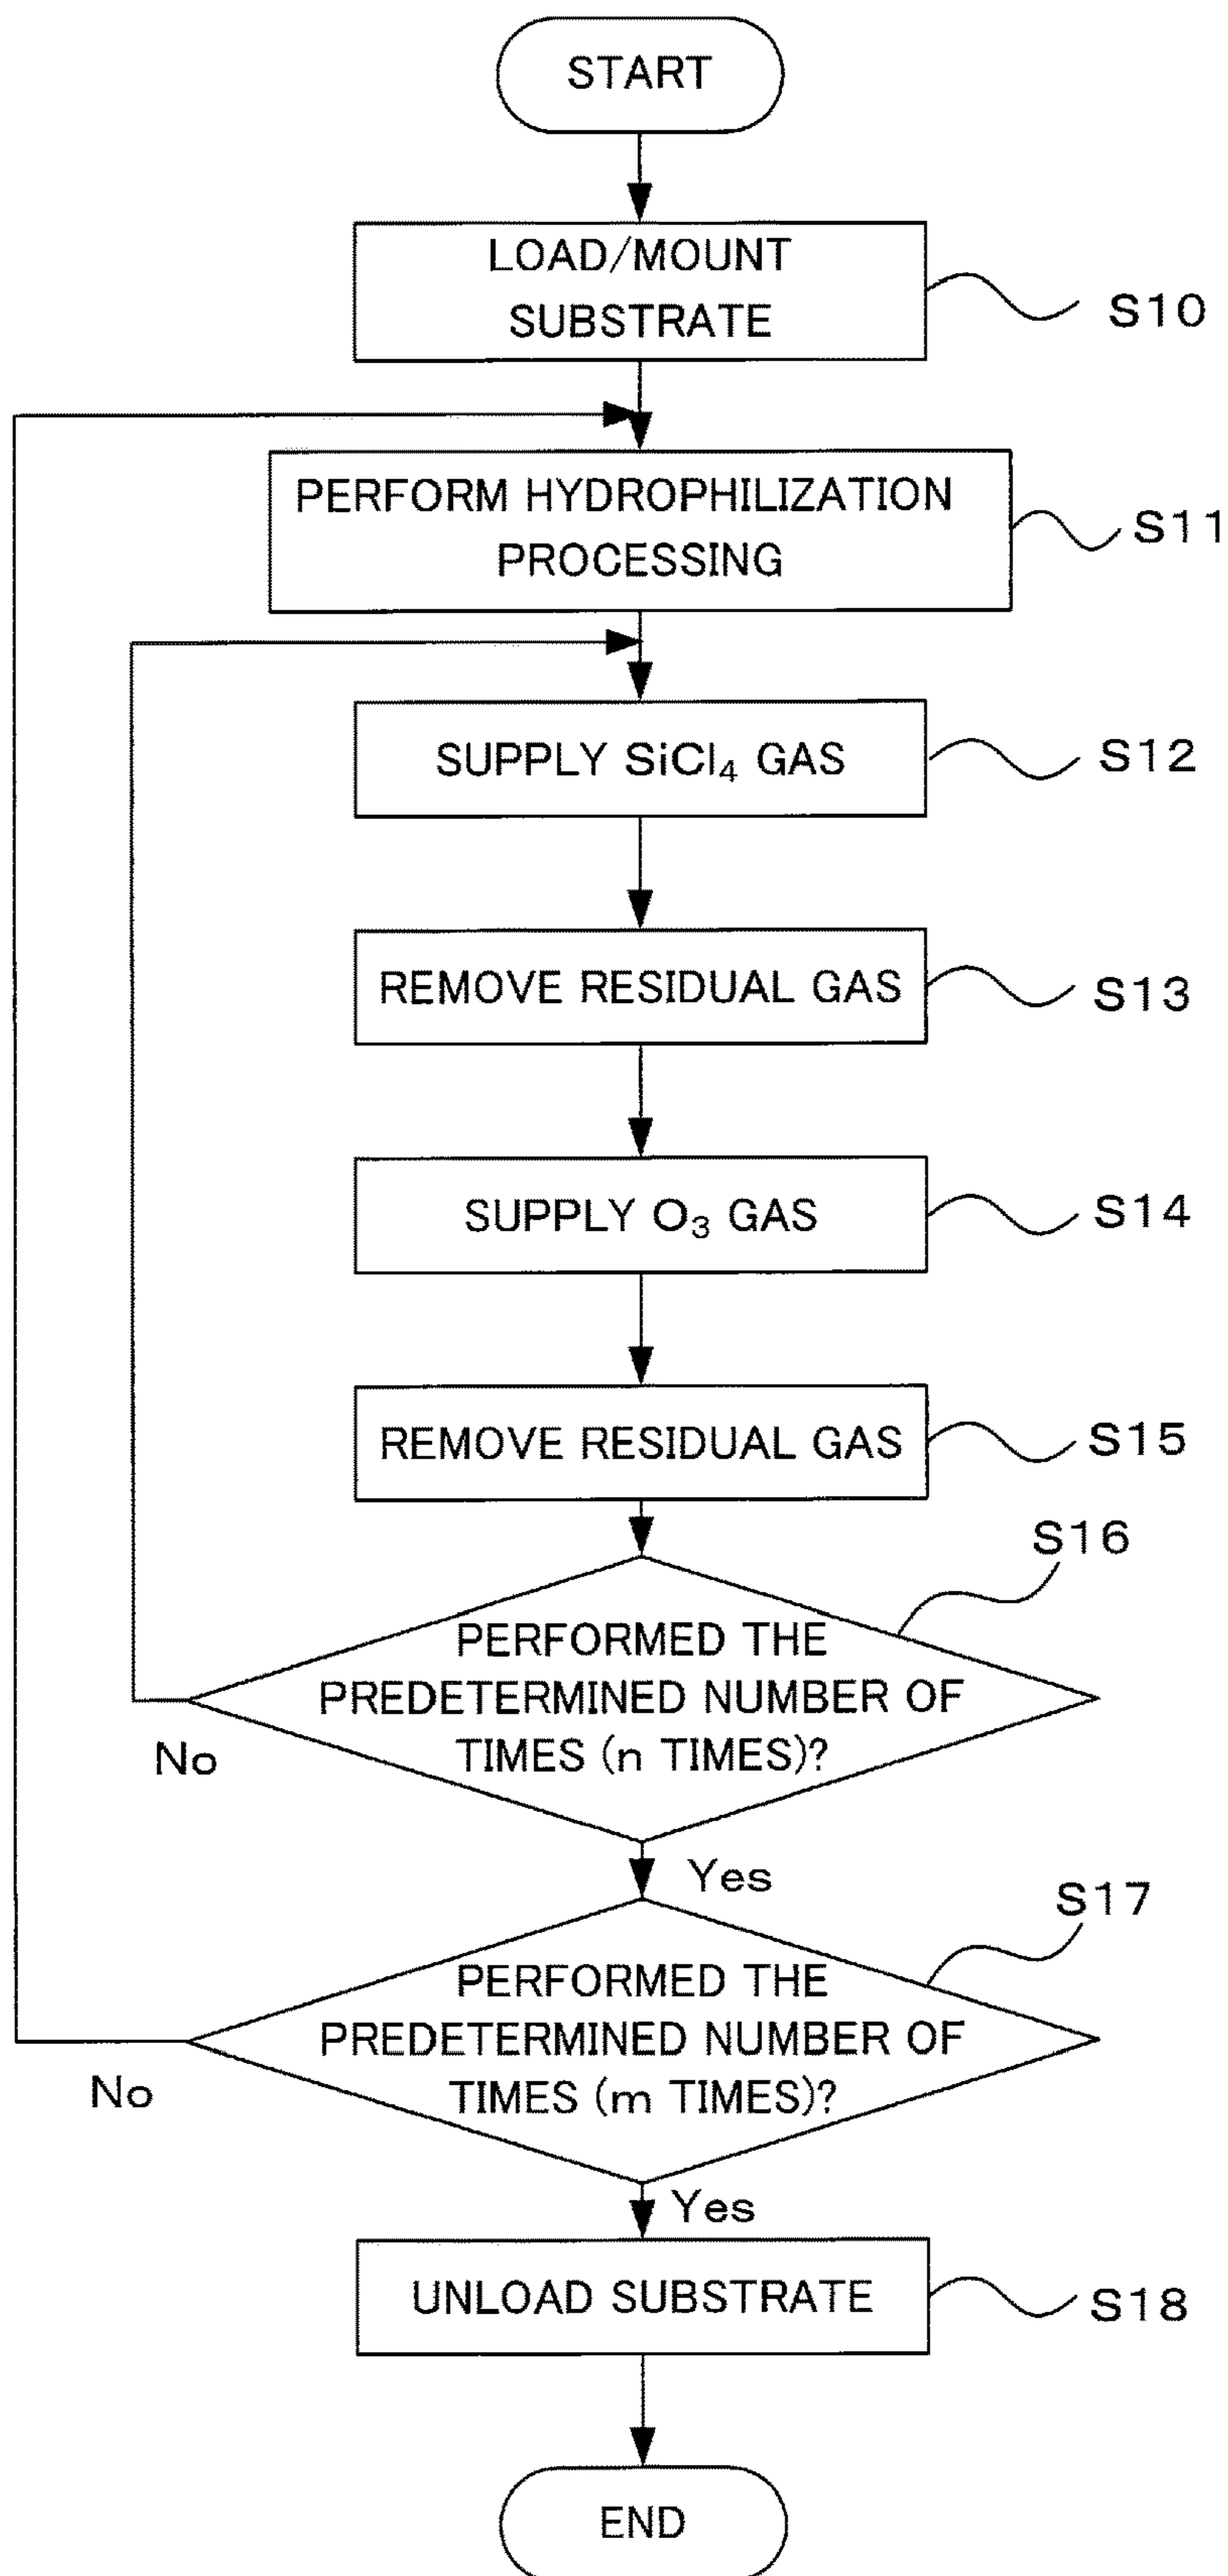 START
LOAD/MOUNT
SUBSTRATE
S10
PERFORM HYDROPHILIZATION
PROCESSING
S11
SUPPLY SiCl₄ GAS
S12
REMOVE RESIDUAL GAS
S13
SUPPLY O₃ GAS
S14
REMOVE RESIDUAL GAS
S15
S16
PERFORMED THE
PREDETERMINED NUMBER OF
TIMES (n TIMES)?
No
Yes
S17
PERFORMED THE
PREDETERMINED NUMBER OF
TIMES (m TIMES)?
No
Yes
UNLOAD SUBSTRATE
S18
END